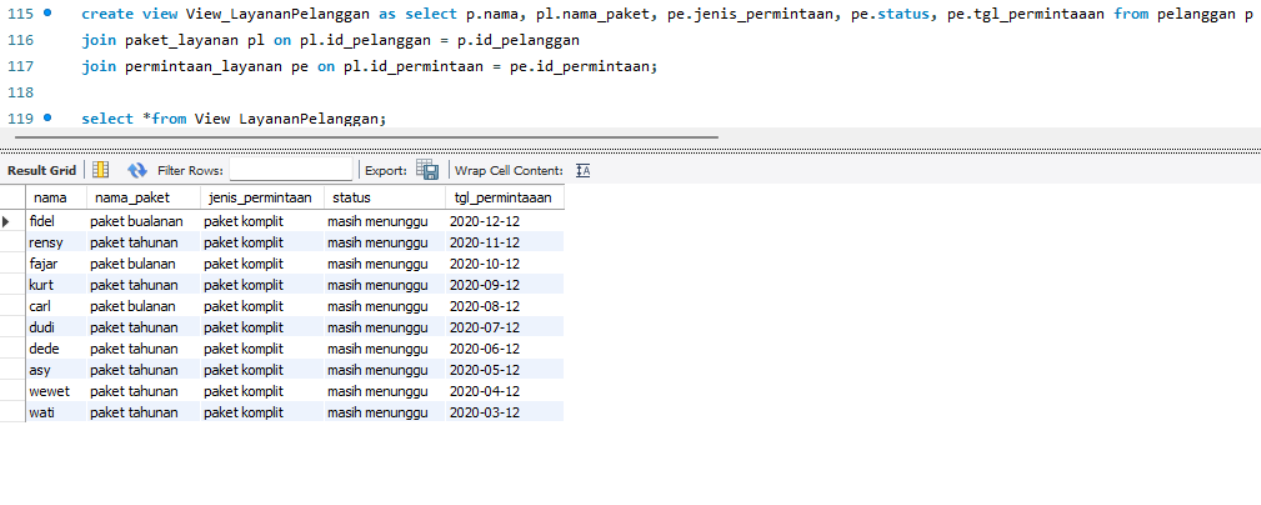 115 create view View_LayananPelanggan as select p.nama, pl.nama_paket, pe.jenis_permintaan, pe.status, pe.tgl_permintaaan from pelanggan p
116 join paket_layanan pl on pl.id_pelanggan = p.id_pelanggan
117 join permintaan_layanan pe on pl.id_permintaan = pe.id_permintaan;
118
119 select *from View_LayananPelanggan;
Result Grid Filter Rows: Export: Wrap Cell Content:
nama nama_paket jenis_permintaan status tgl_permintaaan
fidel paket bualanan paket komplit masih menunggu 2020-12-12
rensy paket tahunan paket komplit masih menunggu 2020-11-12
fajar paket bulanan paket komplit masih menunggu 2020-10-12
kurt paket tahunan paket komplit masih menunggu 2020-09-12
carl paket bulanan paket komplit masih menunggu 2020-08-12
dudi paket tahunan paket komplit masih menunggu 2020-07-12
dede paket tahunan paket komplit masih menunggu 2020-06-12
asy paket tahunan paket komplit masih menunggu 2020-05-12
wewet paket tahunan paket komplit masih menunggu 2020-04-12
wati paket tahunan paket komplit masih menunggu 2020-03-12